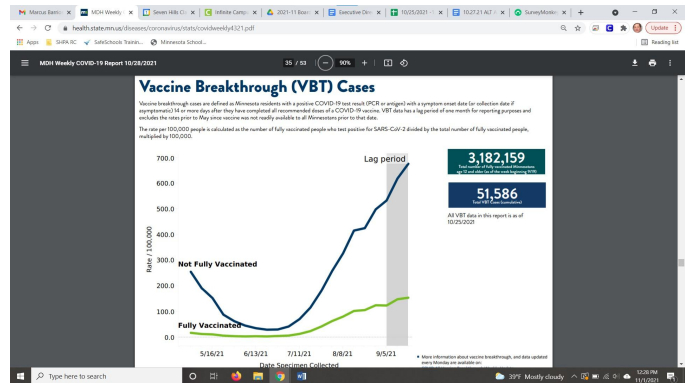 Marcus Banto
MDH Weekly
Seven Hills Cl
Infinite Camp
2021-11 Boar
Executive Dir
10/25/2021 -
10.27.21 ALT
SurveyMonke
health.state.mn.us/diseases/coronavirus/stats/covidweekly4321.pdf
Update
Apps
SHPA RC
SafeSchools Trainin...
Minnesota School...
Reading list
MDH Weekly COVID-19 Report 10/28/2021
35 / 53
90%
Vaccine Breakthrough (VBT) Cases
Vaccine breakthrough cases are defined as Minnesota residents with a positive COVID-19 test result (PCR or antigen) with a symptom onset date (or collection date if
asymptomatic) 14 or more days after they have completed all recommended doses of a COVID-19 vaccine. VBT data has a lag period of one month for reporting purposes and
excludes the rates prior to May since vaccine was not readily available to all Minnesotans prior to that date.
The rate per 100,000 people is calculated as the number of fully vaccinated people who test positive for SARS-CoV-2 divided by the total number of fully vaccinated people,
multiplied by 100,000.
700.0
600.0
500.0
400.0
300.0
200.0
100.0
0.0
Rate / 100,000
Lag period
Not Fully Vaccinated
Fully Vaccinated
5/16/21
6/13/21
7/11/21
8/8/21
9/5/21
Date Specimen Collected
3,182,159
Total number of fully vaccinated Minnesotans
age 12 and older (as of the week beginning 9/19)
51,586
Total VBT Cases (cumulative)
All VBT data in this report is as of
10/25/2021
• More information about vaccine breakthrough, and data updated
every Monday are available on:
Type here to search
39°F Mostly cloudy
12:28 PM
11/1/2021